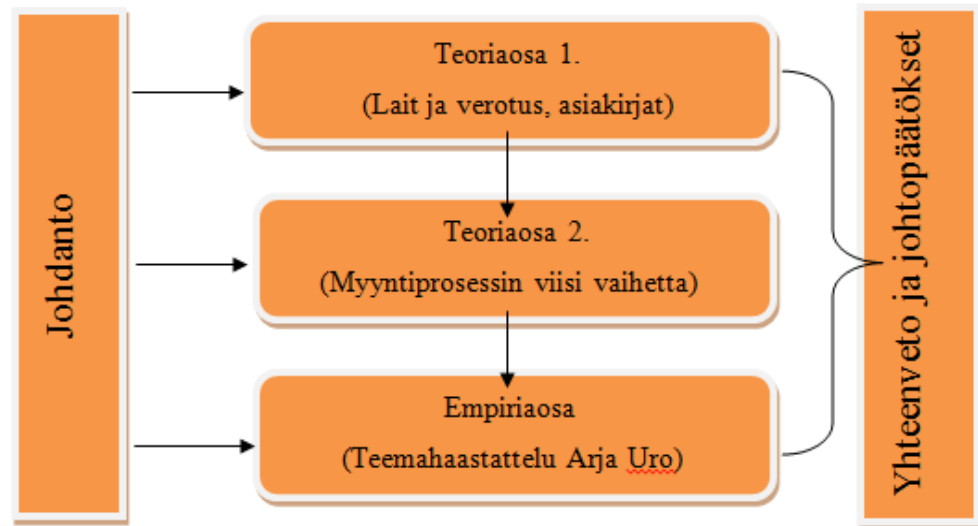 Johdanto
Teoriaosa 1.
(Lait ja verotus, asiakirjat)
Teoriaosa 2.
(Myyntiprosessin viisi vaihetta)
Empiriaosa
(Teemahaastattelu Arja Uro)
Yhteenveto ja johtopäätökset